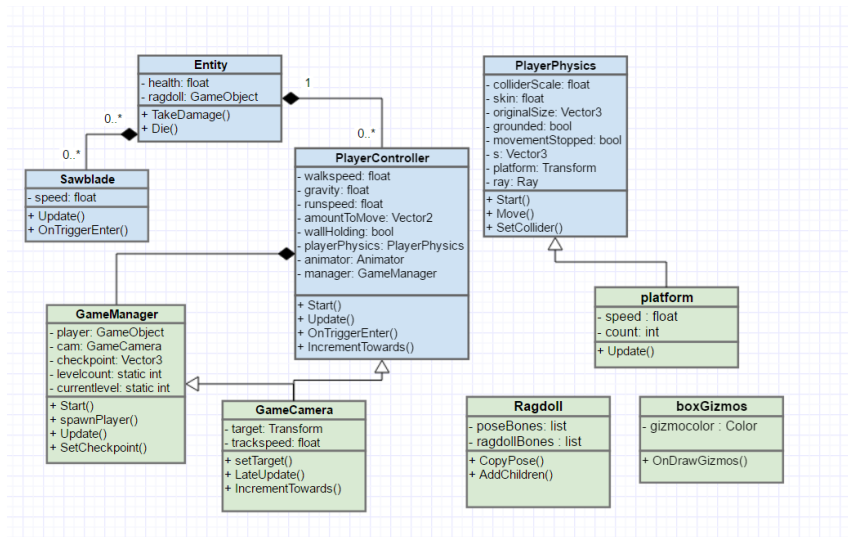 Entity
- health: float
- ragdoll: GameObject
+ TakeDamage()
+ Die()
1
0..*
0..*
0..*
Sawblade
- speed: float
+ Update()
+ OnTriggerEnter()
PlayerController
- walkspeed: float
- gravity: float
- runspeed: float
- amountToMove: Vector2
- wallHolding: bool
- playerPhysics: PlayerPhysics
- animator: Animator
- manager: GameManager
+ Start()
+ Update()
+ OnTriggerEnter()
+ IncrementTowards()
PlayerPhysics
- colliderScale: float
- skin: float
- originalSize: Vector3
- grounded: bool
- movementStopped: bool
- s: Vector3
- platform: Transform
- ray: Ray
+ Start()
+ Move()
+ SetCollider()
platform
- speed : float
- count: int
+ Update()
GameManager
- player: GameObject
- cam: GameCamera
- checkpoint: Vector3
- levelcount: static int
- currentlevel: static int
+ Start()
+ spawnPlayer()
+ Update()
+ SetCheckpoint()
GameCamera
- target: Transform
- trackspeed: float
+ setTarget()
+ LateUpdate()
+ IncrementTowards()
Ragdoll
- poseBones: list
- ragdollBones : list
+ CopyPose()
+ AddChildren()
boxGizmos
- gizmocolor : Color
+ OnDrawGizmos()